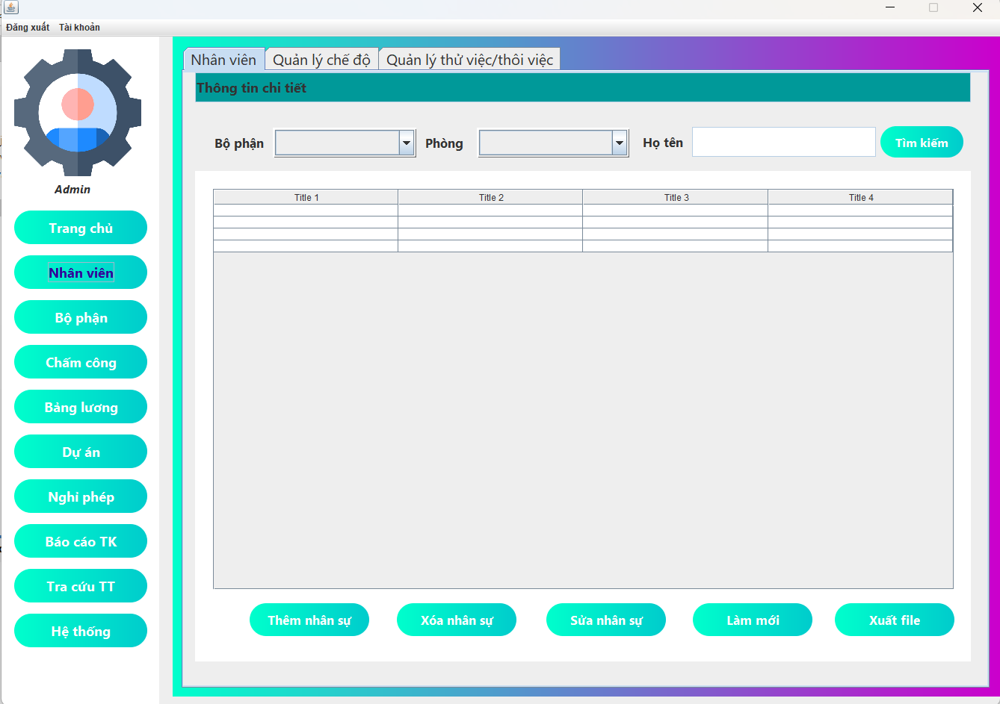 Đăng xuất Tài khoản
Admin
Trang chủ
Nhân viên
Bộ phận
Chấm công
Bảng lương
Dự án
Nghỉ phép
Báo cáo TK
Tra cứu TT
Hệ thống
Nhân viên Quản lý chế độ Quản lý thử việc/thôi việc
Thông tin chi tiết
Bộ phận Phòng Họ tên Tìm kiếm
Title 1 Title 2 Title 3 Title 4
Thêm nhân sự Xóa nhân sự Sửa nhân sự Làm mới Xuất file